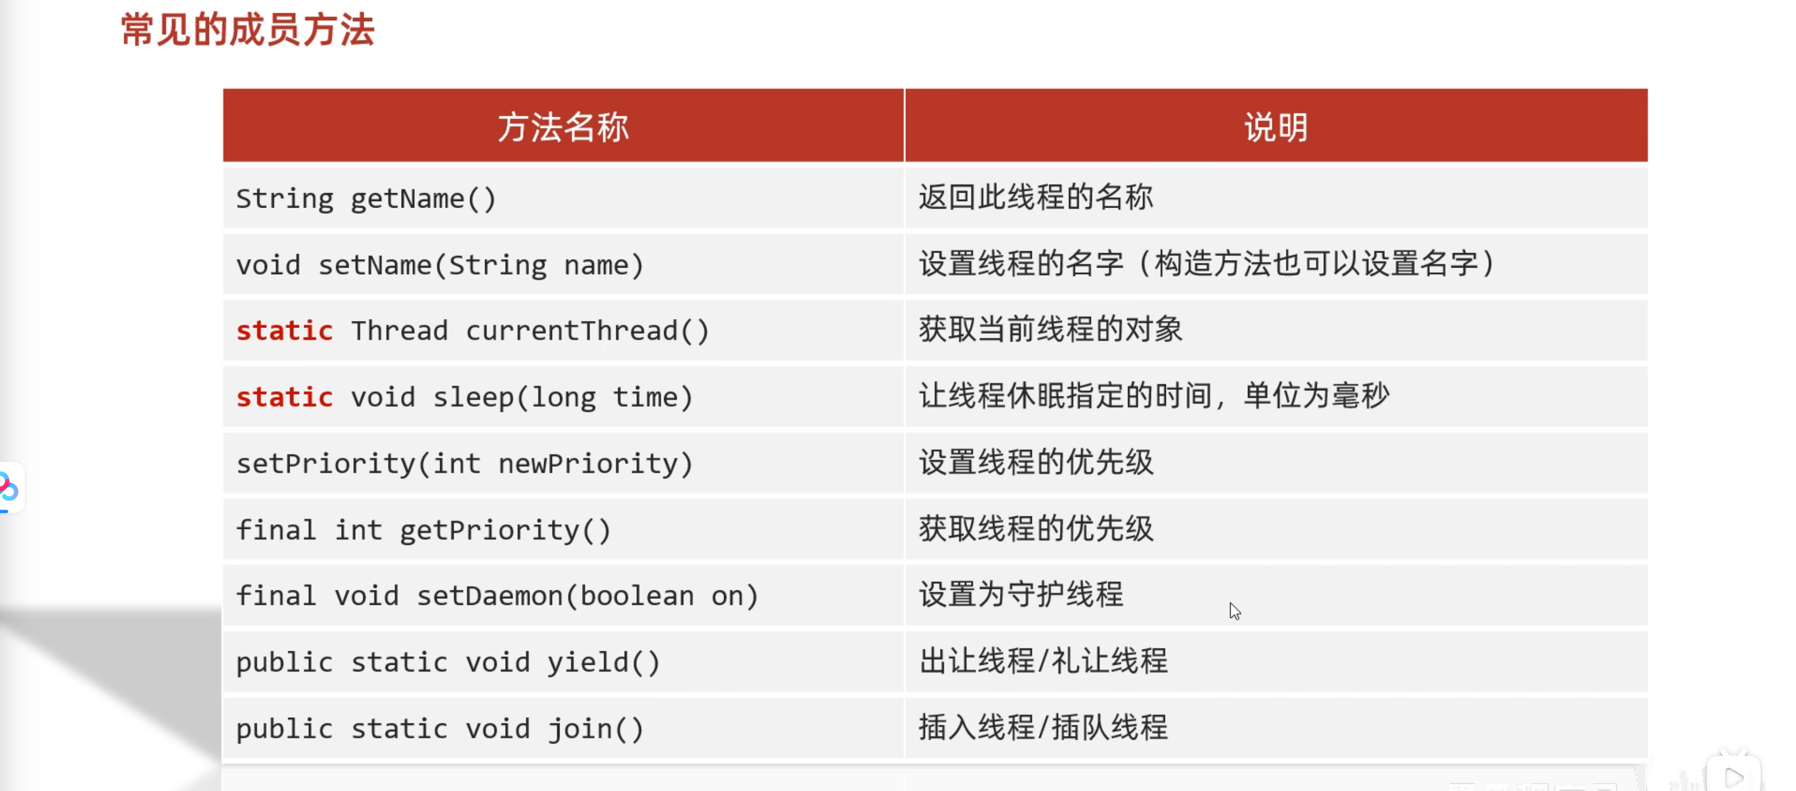 常见的成员方法
方法名称 说明
String getName() 返回此线程的名称
void setName(String name) 设置线程的名字（构造方法也可以设置名字）
static Thread currentThread() 获取当前线程的对象
static void sleep(long time) 让线程休眠指定的时间，单位为毫秒
setPriority(int newPriority) 设置线程的优先级
final int getPriority() 获取线程的优先级
final void setDaemon(boolean on) 设置为守护线程
public static void yield() 出让线程/礼让线程
public static void join() 插入线程/插队线程